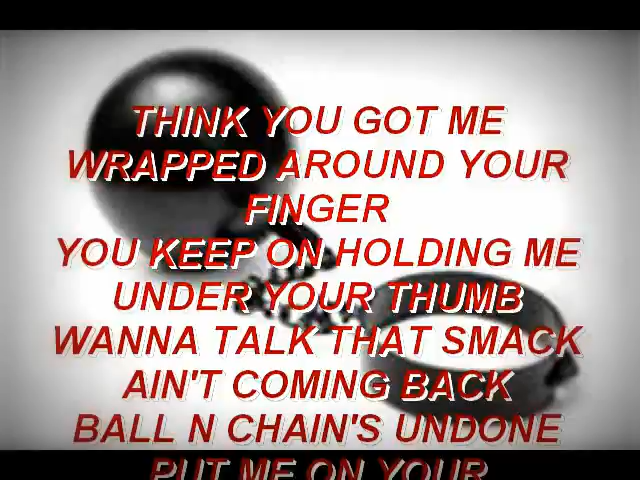 THINK YOU GOT ME
WRAPPED AROUND YOUR
FINGER
YOU KEEP ON HOLDING ME
UNDER YOUR THUMB
WANNA TALK THAT SMACK
AIN'T COMING BACK
BALL N CHAIN'S UNDONE
PUT ME ON YOUR